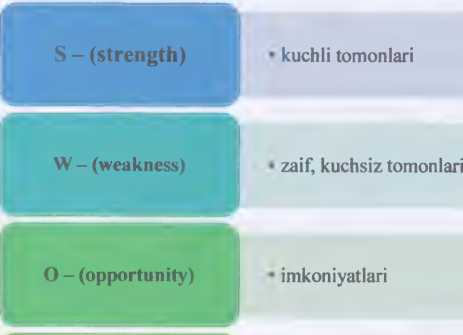 S – (strength)
• kuchli tomonlari
W – (weakness)
• zaif, kuchsiz tomonlari
O – (opportunity)
• imkoniyatlari